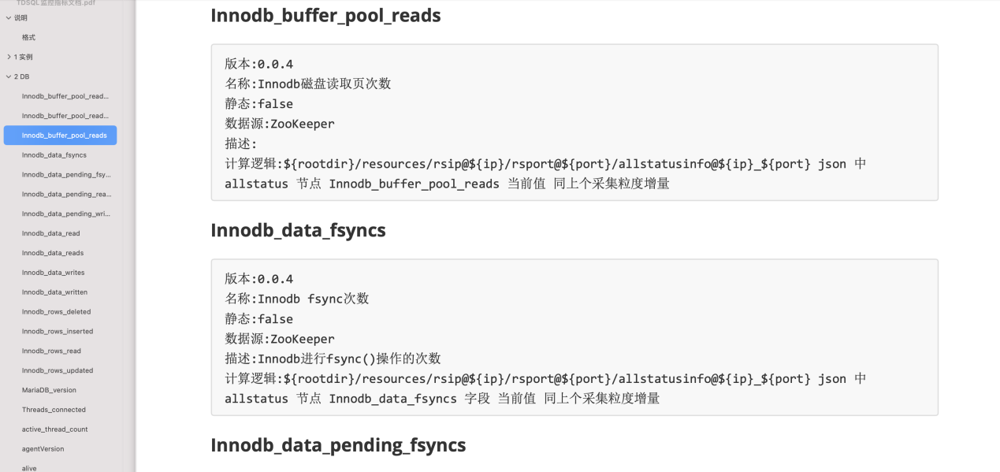 TDSQL监控指标文档.pdf
说明
格式
1 实例
2 DB
Innodb_buffer_pool_read...
Innodb_buffer_pool_read...
Innodb_buffer_pool_reads
Innodb_data_fsyncs
Innodb_data_pending_fsy...
Innodb_data_pending_rea...
Innodb_data_pending_wri...
Innodb_data_read
Innodb_data_reads
Innodb_data_writes
Innodb_data_written
Innodb_rows_deleted
Innodb_rows_inserted
Innodb_rows_read
Innodb_rows_updated
MariaDB_version
Threads_connected
active_thread_count
agentVersion
alive
Innodb_buffer_pool_reads
版本:0.0.4
名称:Innodb磁盘读取页次数
静态:false
数据源:ZooKeeper
描述:
计算逻辑:${rootdir}/resources/rsip@${ip}/rsport@${port}/allstatusinfo@${ip}_${port} json 中
allstatus 节点 Innodb_buffer_pool_reads 当前值 同上个采集粒度增量
Innodb_data_fsyncs
版本:0.0.4
名称:Innodb fsync次数
静态:false
数据源:ZooKeeper
描述:Innodb进行fsync()操作的次数
计算逻辑:${rootdir}/resources/rsip@${ip}/rsport@${port}/allstatusinfo@${ip}_${port} json 中
allstatus 节点 Innodb_data_fsyncs 字段 当前值 同上个采集粒度增量
Innodb_data_pending_fsyncs